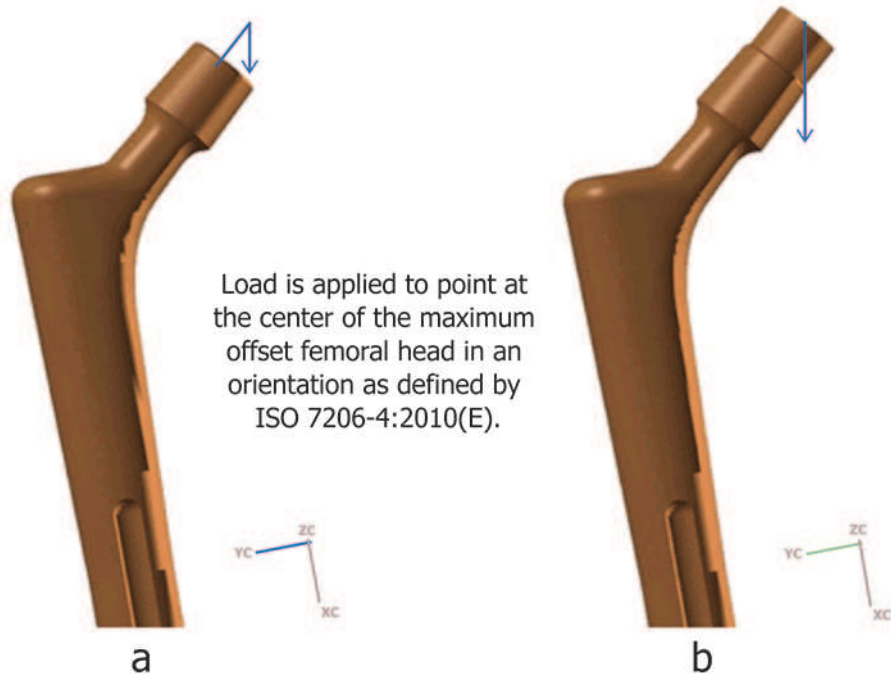 Load is applied to point at
the center of the maximum
offset femoral head in an
orientation as defined by
ISO 7206-4:2010(E).
ZC
YC
XC
ZC
YC
XC
a
b